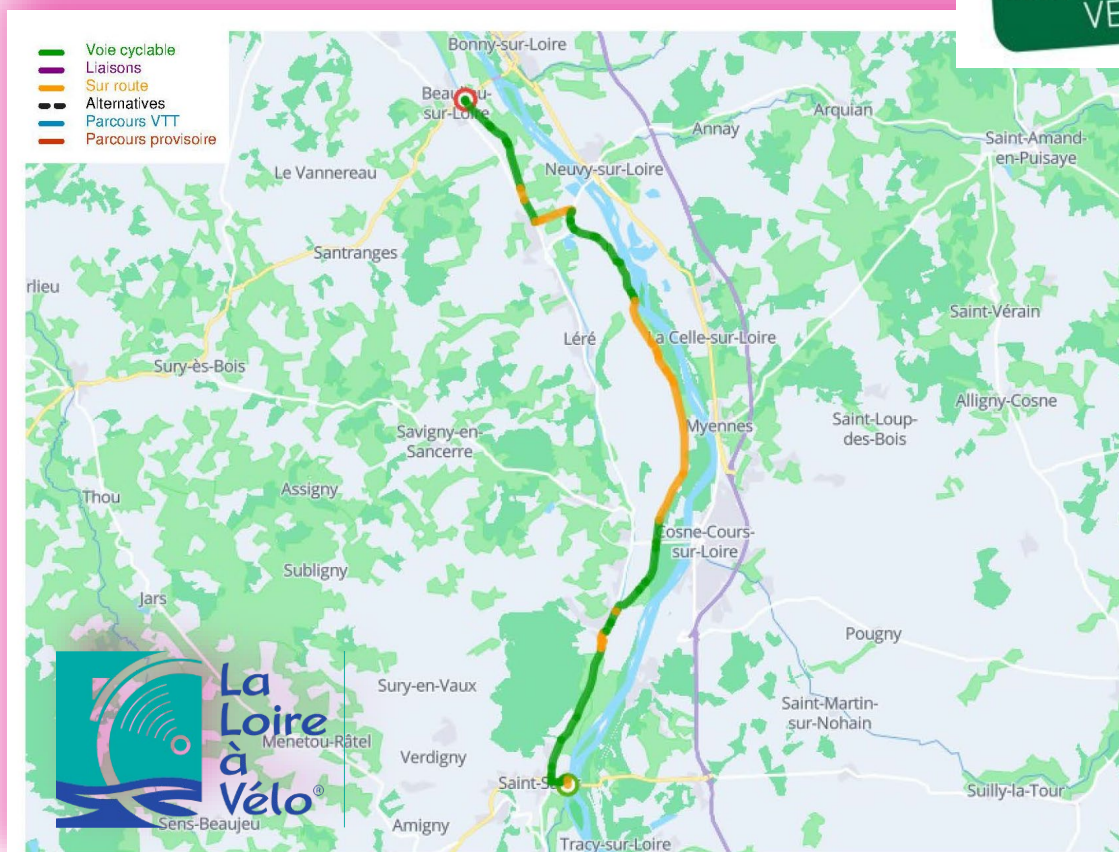 VÉ
Voie cyclable
Liaisons
Sur route
Alternatives
Parcours VTT
Parcours provisoire
Bonny-sur-Loire
sur-Loire
Arquian
Annay
Saint-Amand-
en-Puisaye
Le Vannereau
Neuvy-sur-Loire
Santranges
rlieu
Saint-Vérain
Léré
La Celle-sur-Loire
Sury-ès-Bois
Alligny-Cosne
Savigny-en-
Sancerre
Myennes
Saint-Loup-
des-Bois
Assigny
Thou
Cosne-Cours-
sur-Loire
Subligny
Jars
Pougny
Sury-en-Vaux
Saint-Martin-
sur-Nohain
La
Loire
à
Vélo®
Menetou-Râtel
Verdigny
Saint-S
Suilly-la-Tour
Sens-Beaujeu
Amigny
Tracy-sur-Loire